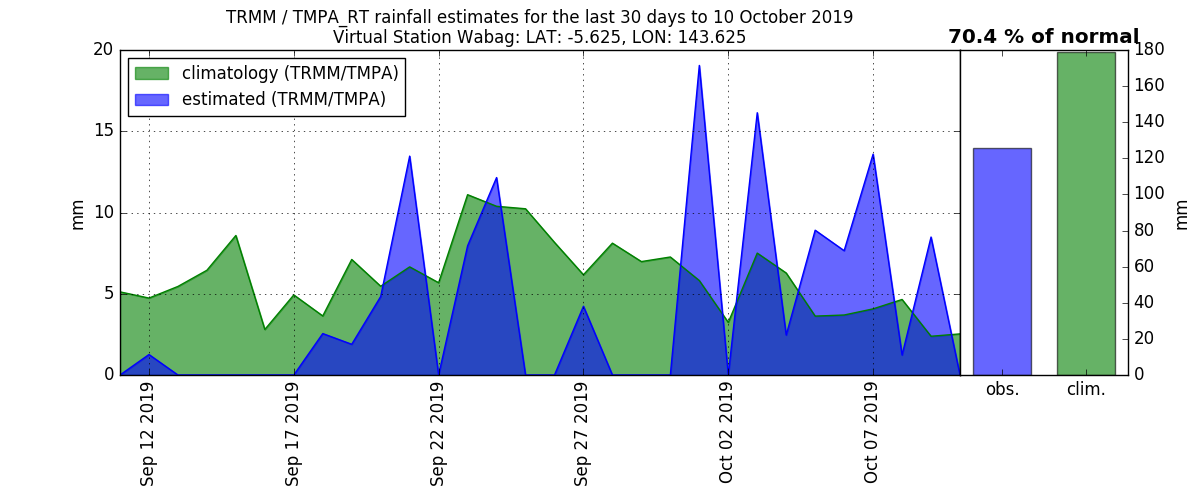 TRMM / TMPA_RT rainfall estimates for the last 30 days to 10 October 2019
Virtual Station Wabag: LAT: -5.625, LON: 143.625
70.4 % of normal
climatology (TRMM/TMPA)
estimated (TRMM/TMPA)
mm
20
15
10
5
0
Sep 12 2019
Sep 17 2019
Sep 22 2019
Sep 27 2019
Oct 02 2019
Oct 07 2019
obs.
clim.
180
160
140
120
100
80
60
40
20
0
mm